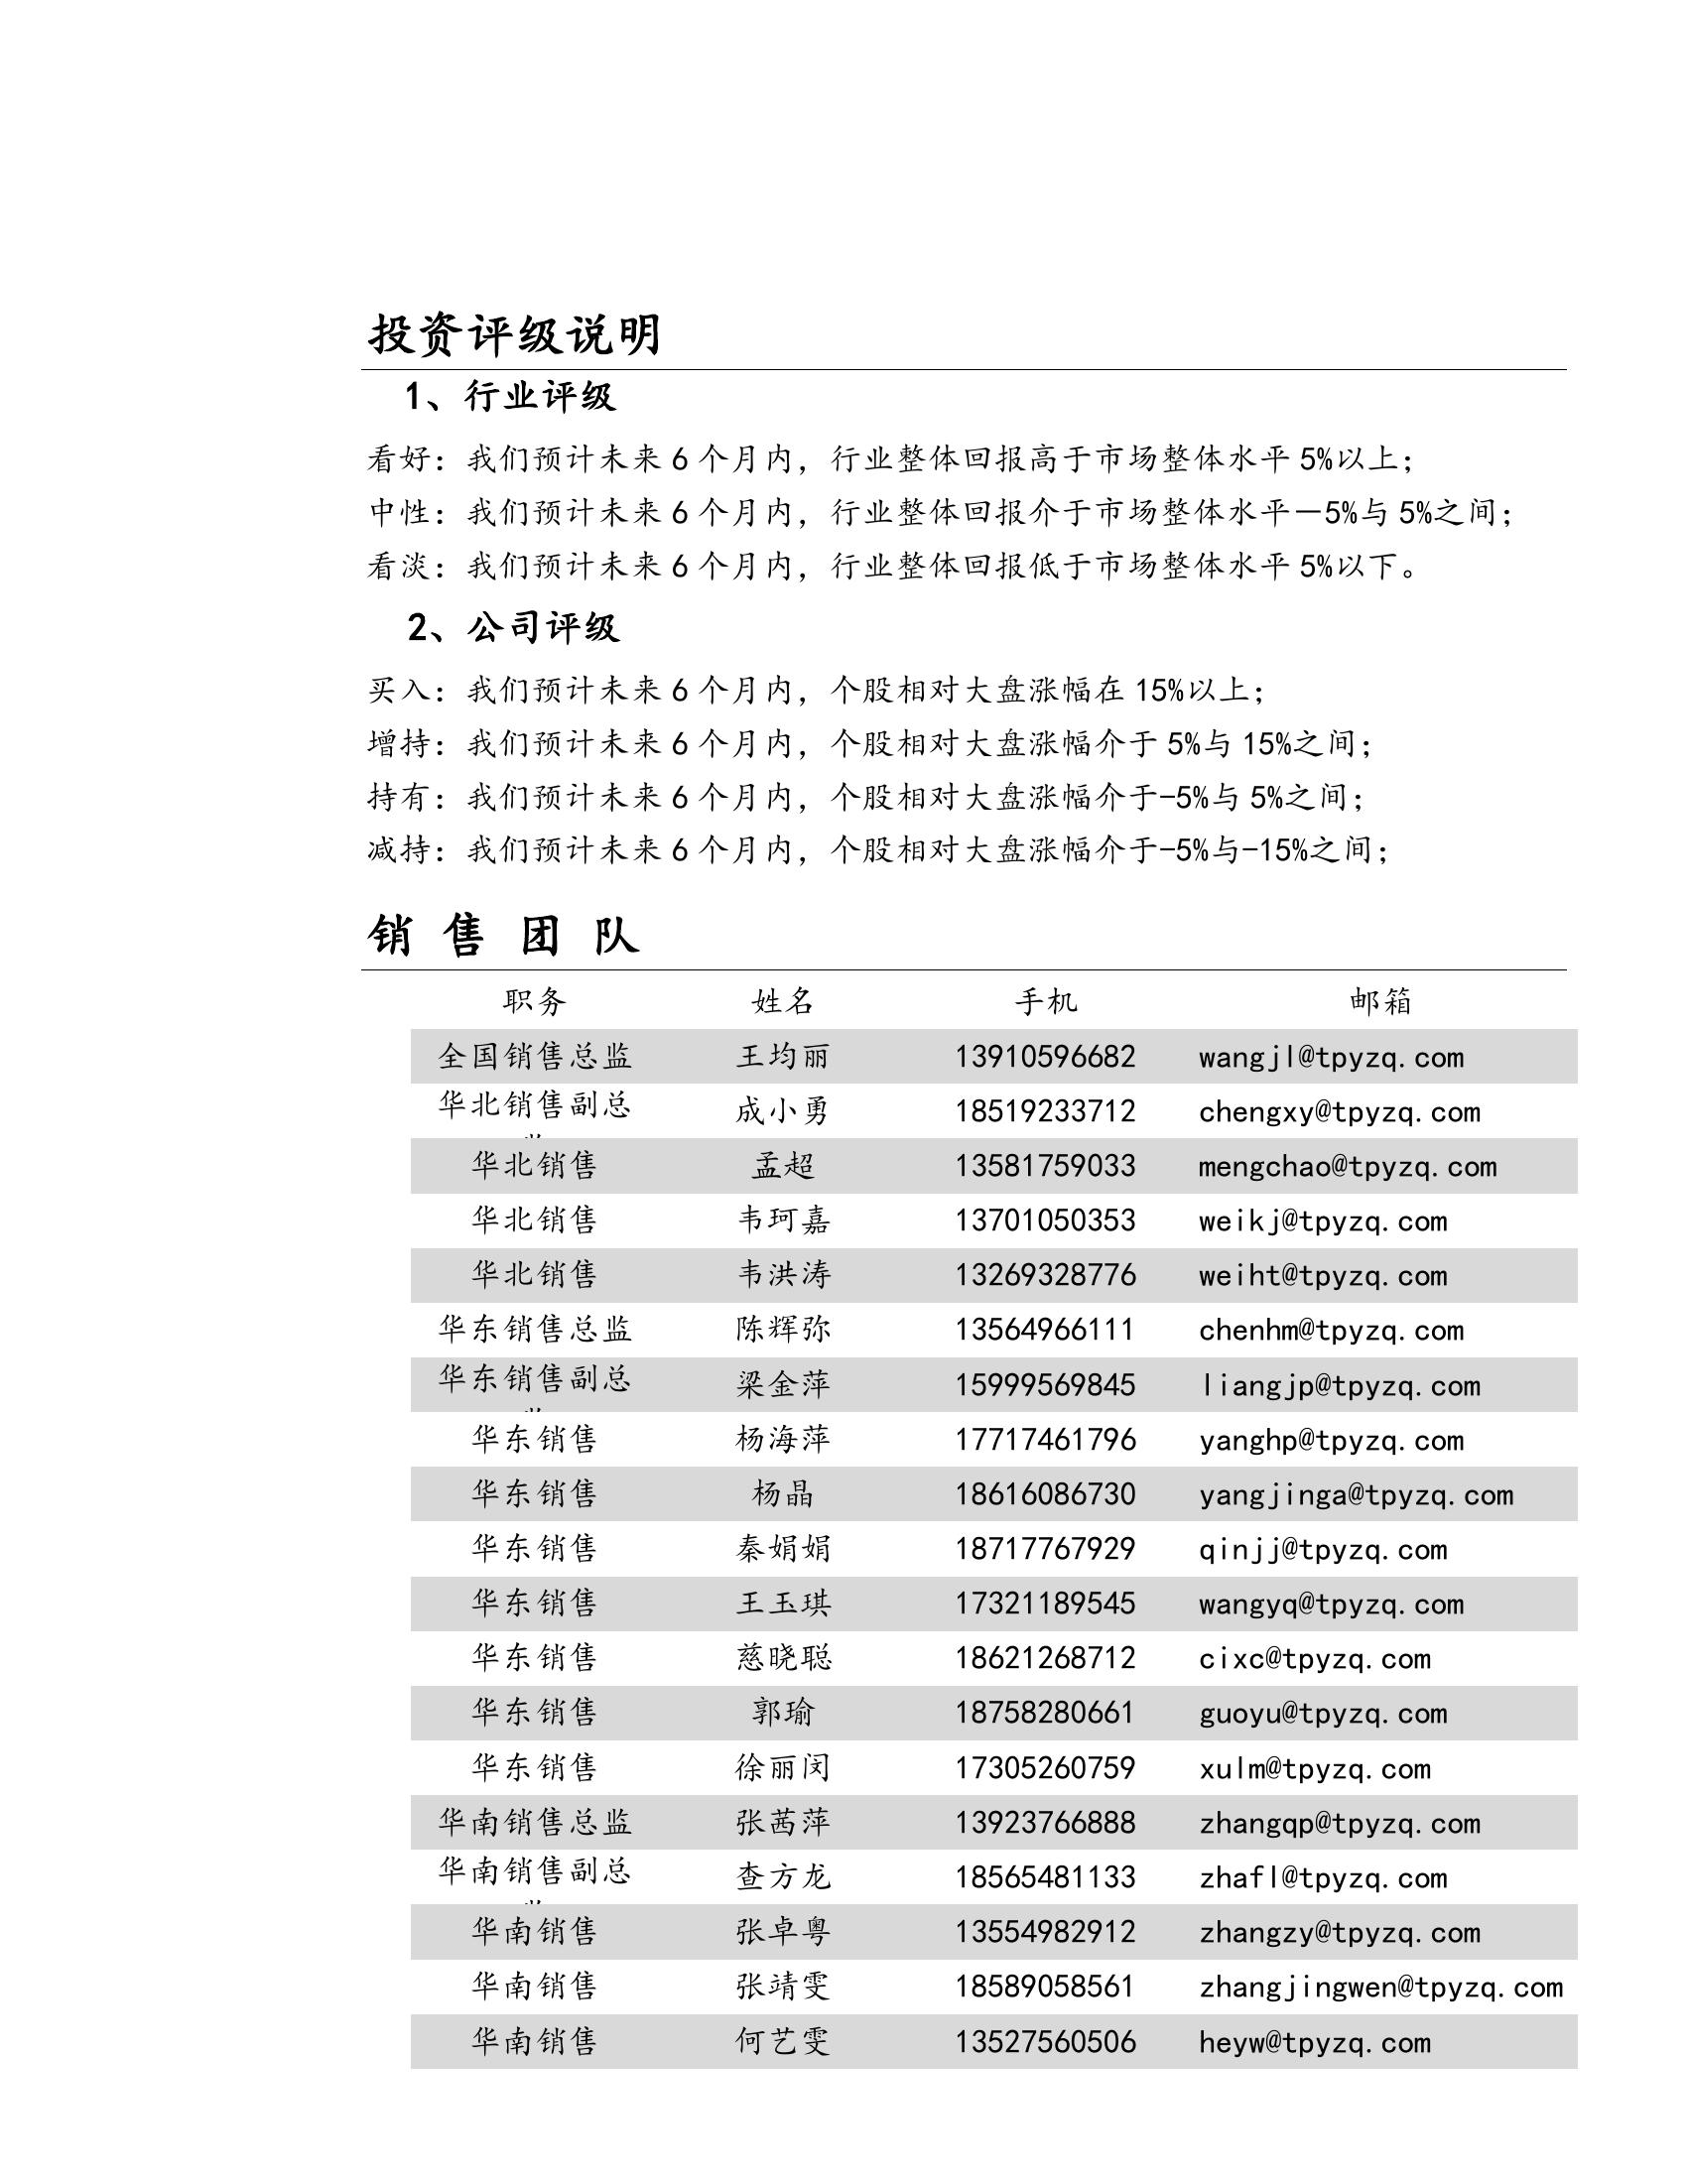 投资评级说明
1、行业评级
看好：我们预计未来 6 个月内，行业整体回报高于市场整体水平 5%以上；
中性：我们预计未来 6 个月内，行业整体回报介于市场整体水平－5%与 5%之间；
看淡：我们预计未来 6 个月内，行业整体回报低于市场整体水平 5%以下。
2、公司评级
买入：我们预计未来 6 个月内，个股相对大盘涨幅在 15%以上；
增持：我们预计未来 6 个月内，个股相对大盘涨幅介于 5%与 15%之间；
持有：我们预计未来 6 个月内，个股相对大盘涨幅介于-5%与 5%之间；
减持：我们预计未来 6 个月内，个股相对大盘涨幅介于-5%与-15%之间；
销 售 团 队
职务 姓名 手机 邮箱
全国销售总监 王均丽 13910596682 wangjl@tpyzq.com
华北销售副总 成小勇 18519233712 chengxy@tpyzq.com
华北销售 孟超 13581759033 mengchao@tpyzq.com
华北销售 韦珂嘉 13701050353 weikj@tpyzq.com
华北销售 韦洪涛 13269328776 weiht@tpyzq.com
华东销售总监 陈辉弥 13564966111 chenhm@tpyzq.com
华东销售副总 梁金萍 15999569845 liangjp@tpyzq.com
华东销售 杨海萍 17717461796 yanghp@tpyzq.com
华东销售 杨晶 18616086730 yangjinga@tpyzq.com
华东销售 秦娟娟 18717767929 qinjj@tpyzq.com
华东销售 王玉琪 17321189545 wangyq@tpyzq.com
华东销售 慈晓聪 18621268712 cixc@tpyzq.com
华东销售 郭瑜 18758280661 guoyu@tpyzq.com
华东销售 徐丽闵 17305260759 xulm@tpyzq.com
华南销售总监 张茜萍 13923766888 zhangqp@tpyzq.com
华南销售副总 查方龙 18565481133 zhafl@tpyzq.com
华南销售 张卓粤 13554982912 zhangzy@tpyzq.com
华南销售 张靖雯 18589058561 zhangjingwen@tpyzq.com
华南销售 何艺雯 13527560506 heyw@tpyzq.com